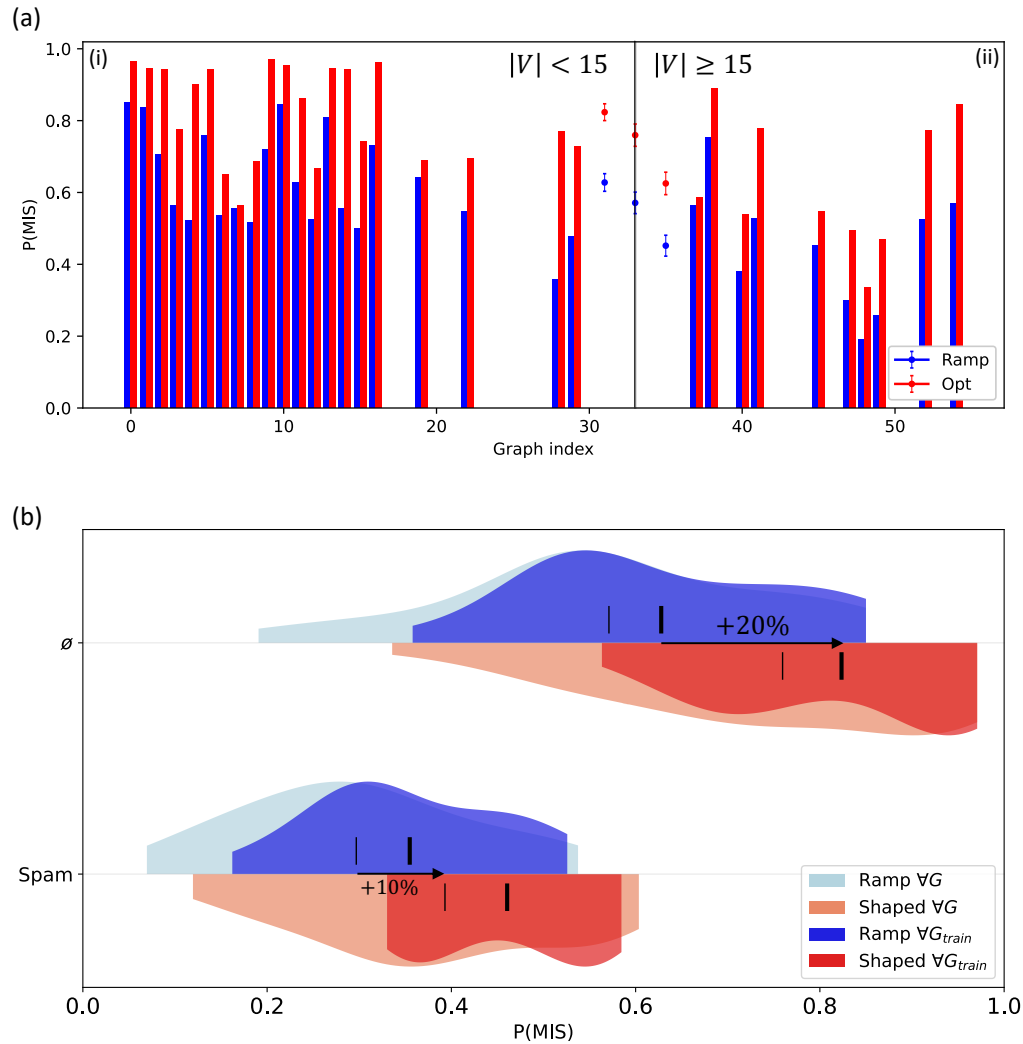 (a)
(i)
|V| < 15
|V| ≥ 15
(ii)
1.0
0.8
0.6
0.4
0.2
0.0
P(MIS)
Ramp
Opt
0
10
20
30
40
50
Graph index
(b)
ø
+20%
Spam
+10%
Ramp ∀G
Shaped ∀G
Ramp ∀G_train
Shaped ∀G_train
0.0
0.2
0.4
0.6
0.8
1.0
P(MIS)